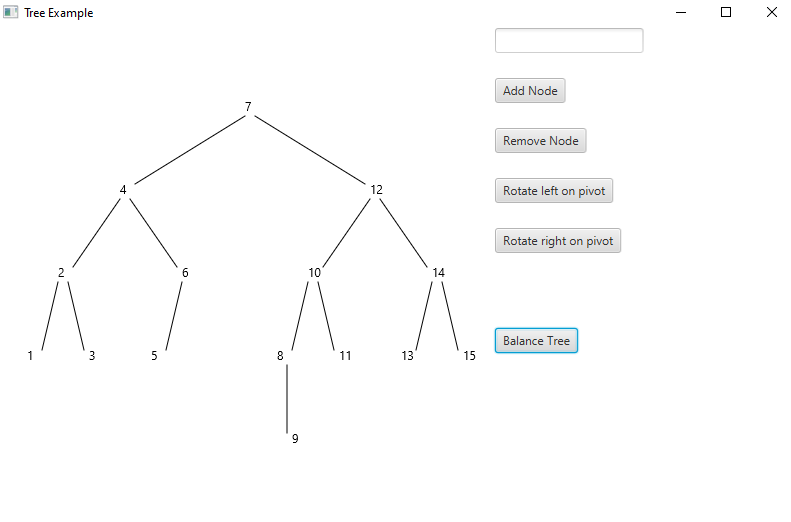 Tree Example
7
Add Node
Remove Node
4 12
Rotate left on pivot
Rotate right on pivot
2 6 10 14
Balance Tree
1 3 5 8 11 13 15
9